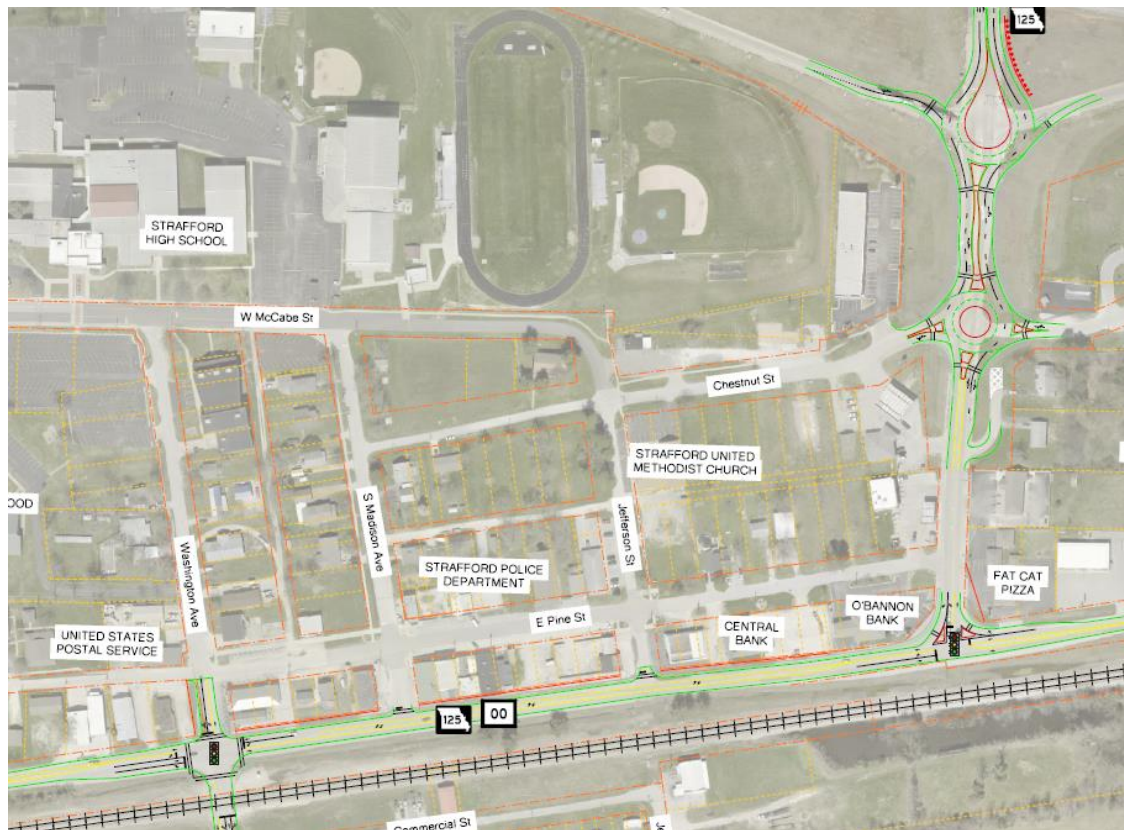 125
STRAFFORD
HIGH SCHOOL
W McCabe St
Chestnut St
STRAFFORD UNITED
METHODIST CHURCH
OOD
S Madison Ave
Jefferson St
Washington Ave
STRAFFORD POLICE
DEPARTMENT
FAT CAT
PIZZA
O'BANNON
BANK
E Pine St
CENTRAL
BANK
UNITED STATES
POSTAL SERVICE
125
OO
Commercial St